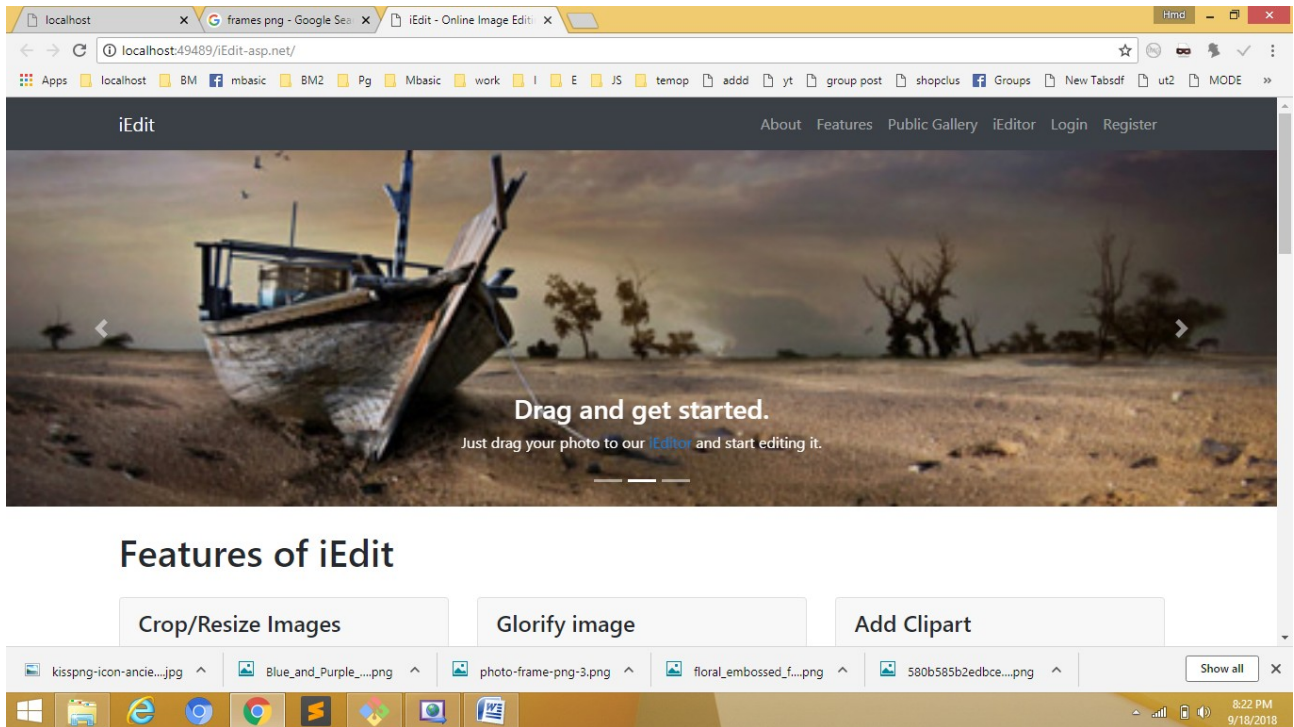 localhost
frames png - Google Sea
iEdit - Online Image Editi
Hmd
localhost:49489/iEdit-asp.net/
Apps localhost BM mbasic BM2 Pg Mbasic work I E JS temop addd yt group post shopclus Groups New Tabsdf ut2 MODE »
iEdit About Features Public Gallery iEditor Login Register
Drag and get started.
Just drag your photo to our iEditor and start editing it.
Features of iEdit
Crop/Resize Images Glorify image Add Clipart
kisspng-icon-ancie....jpg Blue_and_Purple_....png photo-frame-png-3.png floral_embossed_f....png 580b585b2edbce....png Show all
8:22 PM
9/18/2018